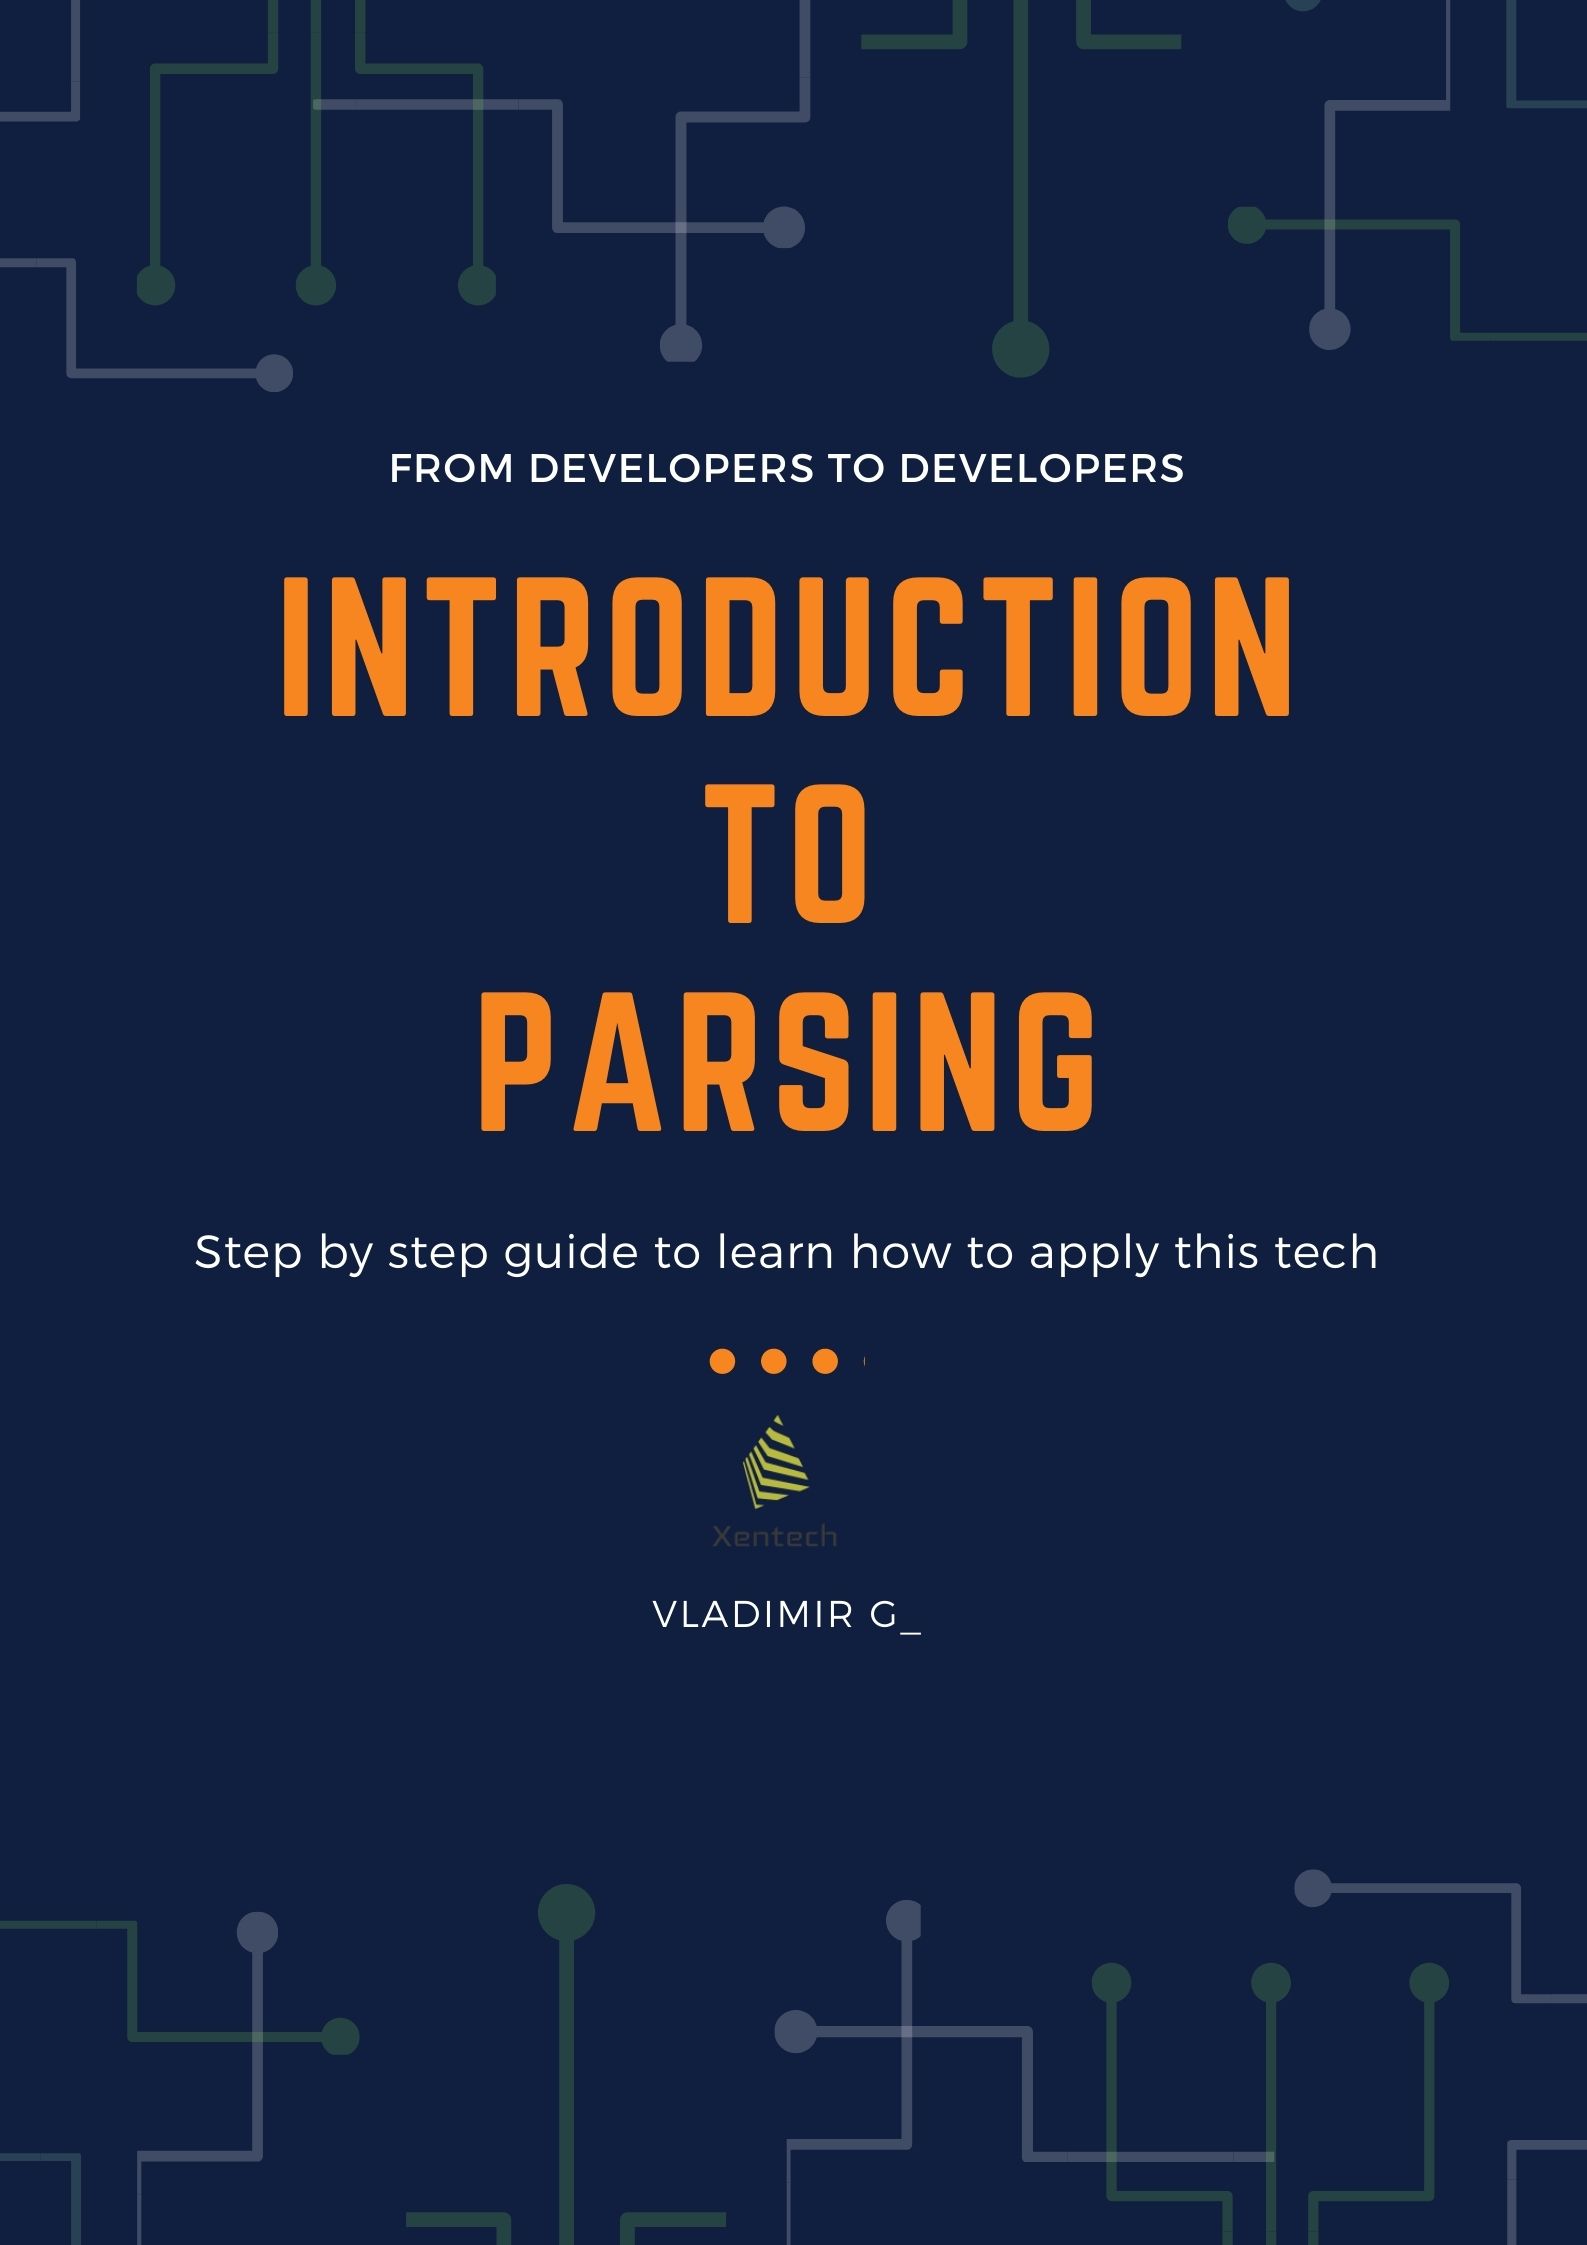 FROM DEVELOPERS TO DEVELOPERS
INTRODUCTION
TO
PARSING
Step by step guide to learn how to apply this tech
Xentech
VLADIMIR G_